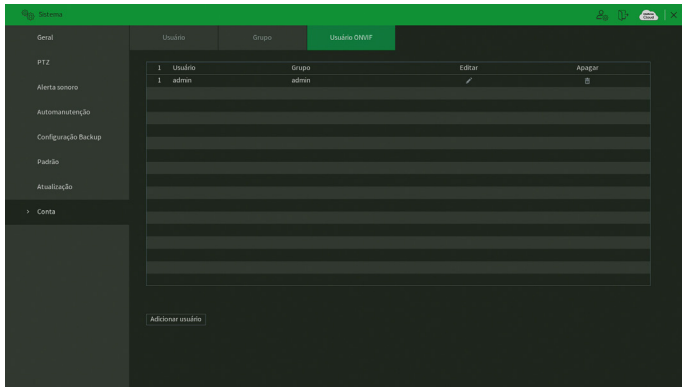 Sistema
Geral
Usuário
Grupo
Usuário ONVIF
PTZ
1 Usuário Grupo Editar Apagar
1 admin admin
Alerta sonoro
Automanutenção
Configuração Backup
Padrão
Atualização
› Conta
Adicionar usuário